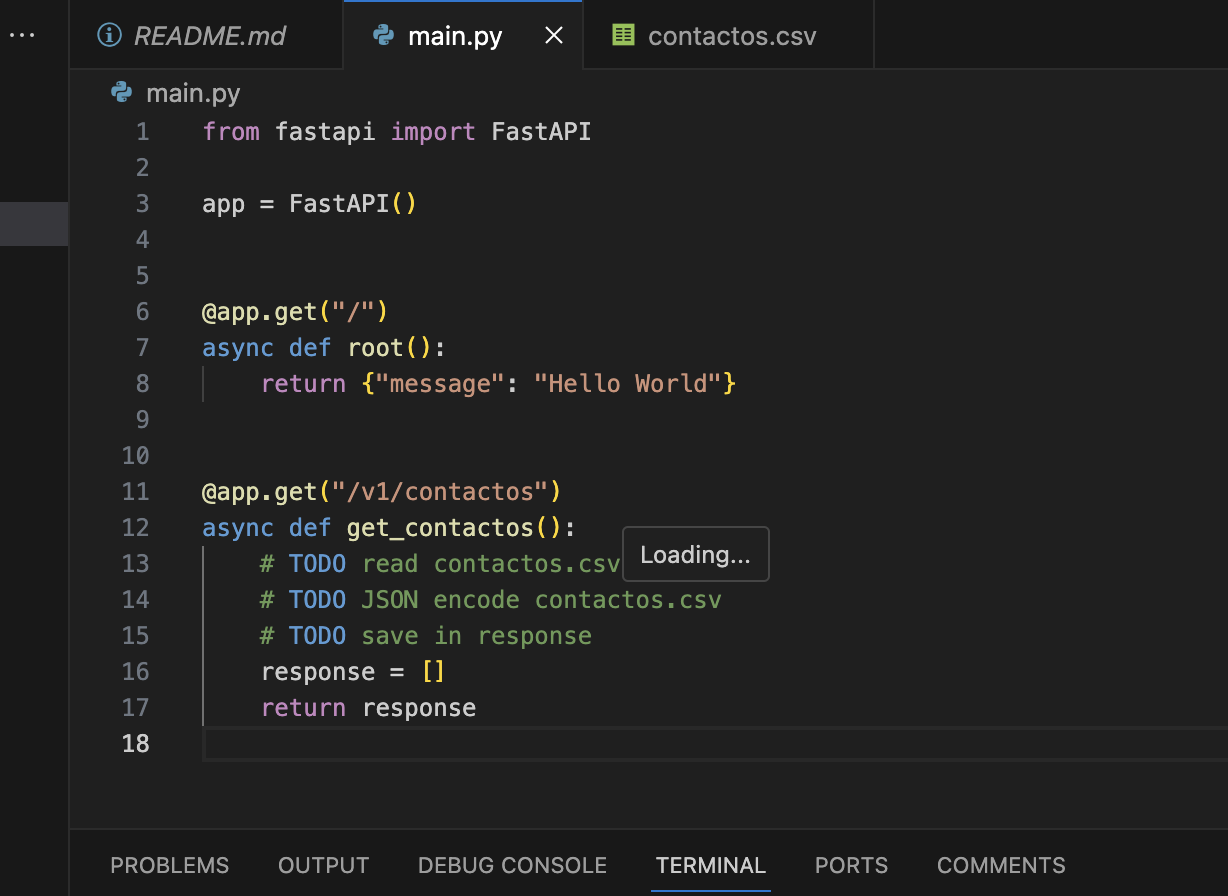 ... README.md main.py contactos.csv
main.py
1 from fastapi import FastAPI
2
3 app = FastAPI()
4
5
6 @app.get("/")
7 async def root():
8     return {"message": "Hello World"}
9
10
11 @app.get("/v1/contactos")
12 async def get_contactos():
13     # TODO read contactos.csv
Loading...
14     # TODO JSON encode contactos.csv
15     # TODO save in response
16     response = []
17     return response
18
PROBLEMS OUTPUT DEBUG CONSOLE TERMINAL PORTS COMMENTS